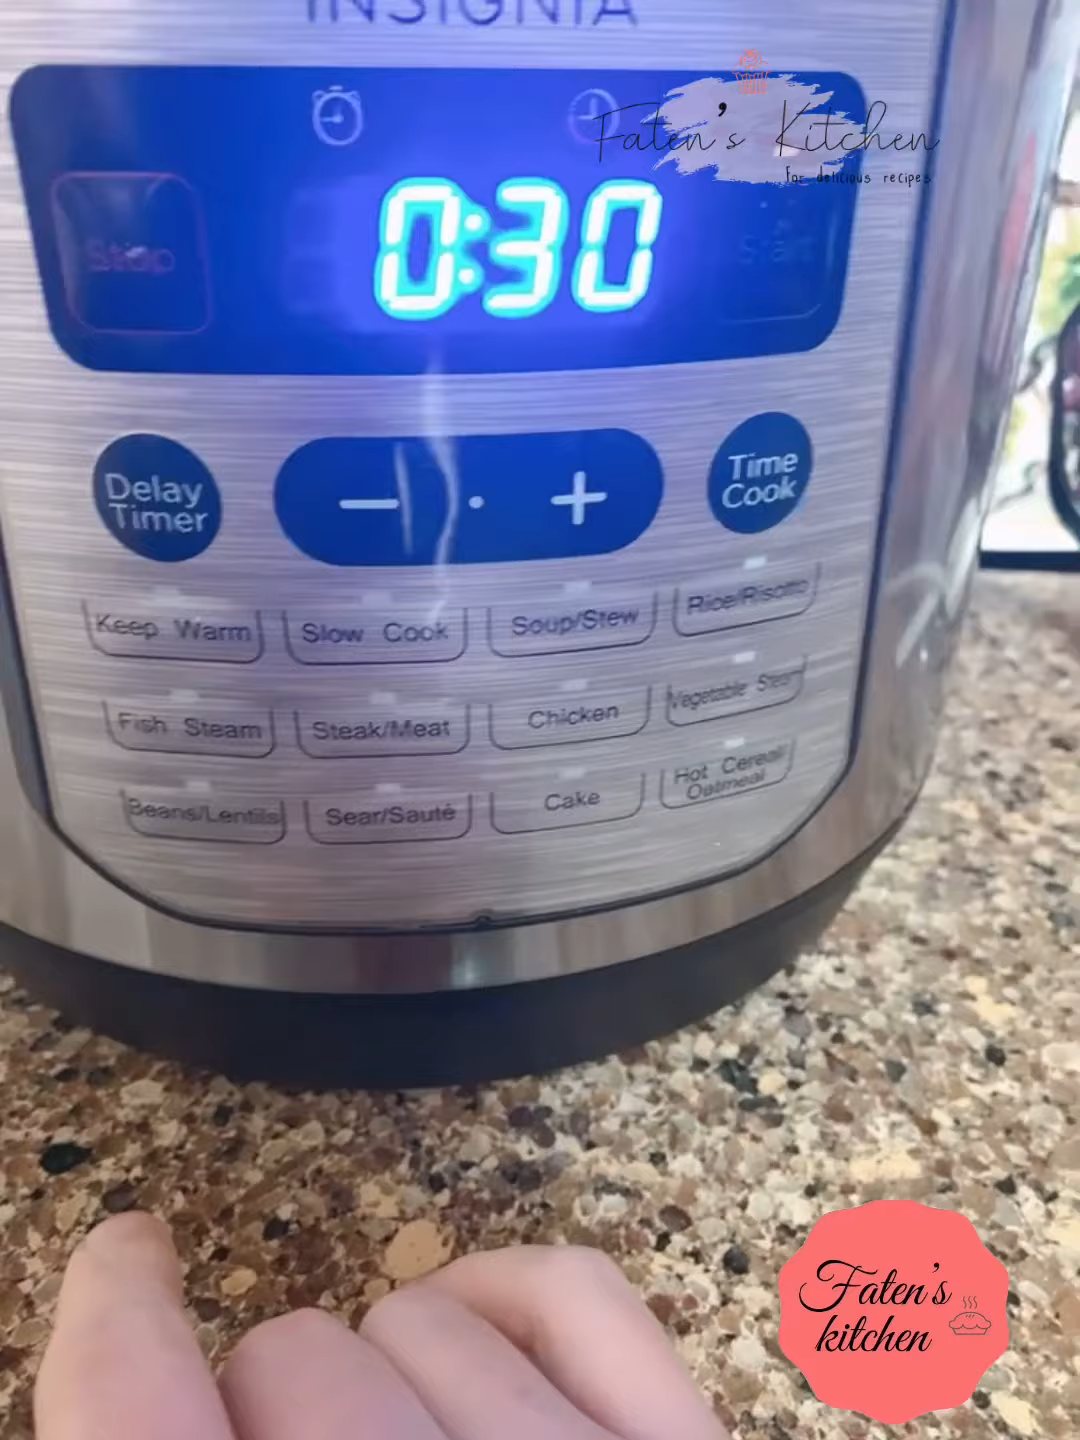 INSIGNIA
Faten's Kitchen
For delicious recipes
Stop
0:30
Start
Delay
Timer
Time
Cook
Keep Warm
Slow Cook
Soup/Stew
Rice/Risotto
Fish Steam
Steak/Meat
Chicken
Vegetable Steam
Beans/Lentils
Sear/Sauté
Cake
Hot Cereal/
Oatmeal
Faten's
kitchen